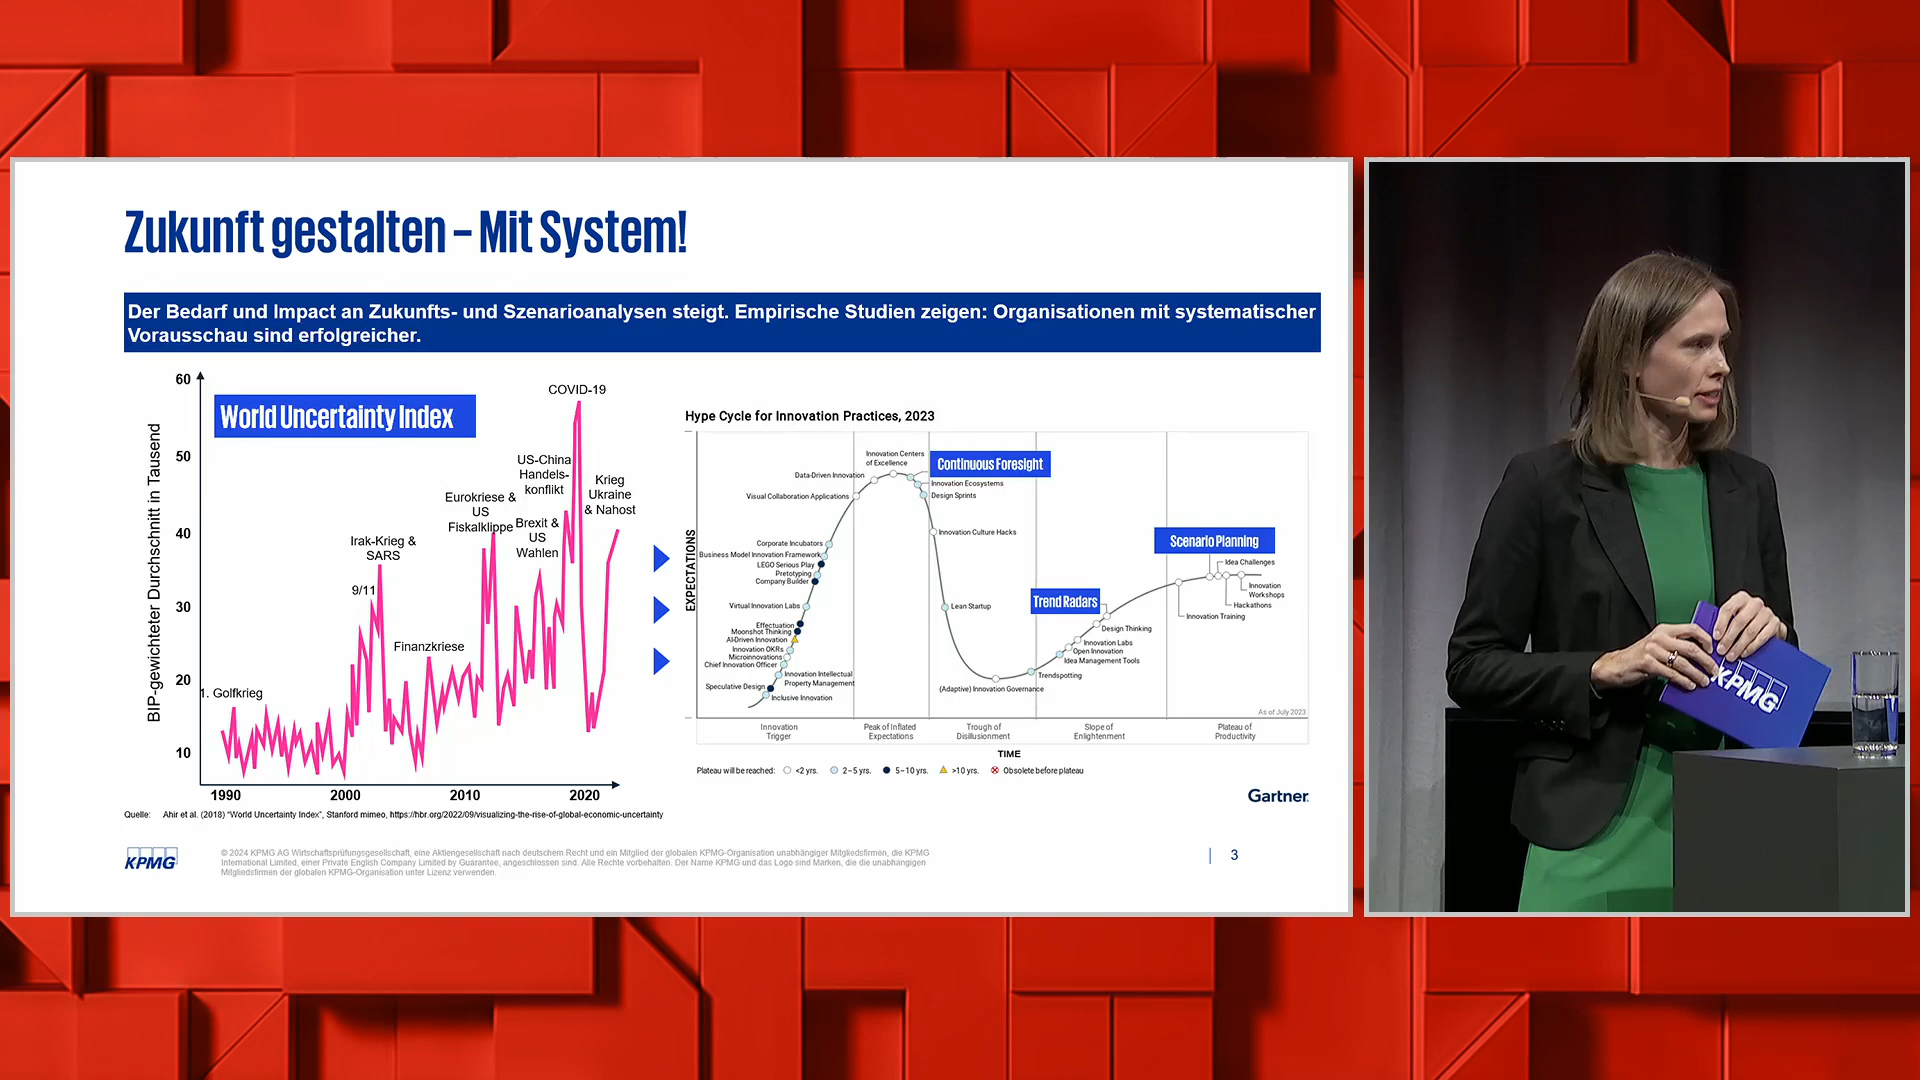 Zukunft gestalten – Mit System!
Der Bedarf und Impact an Zukunfts- und Szenarioanalysen steigt. Empirische Studien zeigen: Organisationen mit systematischer
Vorausschau sind erfolgreicher.
World Uncertainty Index
BIP-gewichteter Durchschnitt in Tausend
60
50
40
30
20
10
1990
2000
2010
2020
1. Golfkrieg
9/11
Irak-Krieg &
SARS
Finanzkriese
Eurokriese &
US
Fiskalklippe
Brexit &
US
Wahlen
US-China
Handels-
konflikt
COVID-19
Krieg
Ukraine
& Nahost
Hype Cycle for Innovation Practices, 2023
EXPECTATIONS
Innovation Centers
of Excellence
Data-Driven Innovation
Visual Collaboration Applications
Corporate Incubators
Business Model Innovation Framework
LEGO Serious Play
Pretotyping
Company Builder
Virtual Innovation Labs
Effectuation
Moonshot Thinking
AI-Driven Innovation
Innovation OKRs
Microinnovations
Chief Innovation Officer
Innovation Intellectual
Property Management
Speculative Design
Inclusive Innovation
Continuous Foresight
Innovation Ecosystems
Design Sprints
Innovation Culture Hacks
Lean Startup
(Adaptive) Innovation Governance
Trendspotting
Idea Management Tools
Open Innovation
Innovation Labs
Design Thinking
Trend Radars
Scenario Planning
Idea Challenges
Innovation
Workshops
Hackathons
Innovation Training
As of July 2023
Innovation
Trigger
Peak of Inflated
Expectations
Trough of
Disillusionment
Slope of
Enlightenment
Plateau of
Productivity
TIME
Plateau will be reached: <2 yrs. 2–5 yrs. 5–10 yrs. >10 yrs. Obsolete before plateau
Gartner
Quelle: Ahir et al. (2018) "World Uncertainty Index", Stanford mimeo, https://hbr.org/2022/09/visualizing-the-rise-of-global-economic-uncertainty
KPMG
© 2024 KPMG AG Wirtschaftsprüfungsgesellschaft, eine Aktiengesellschaft nach deutschem Recht und ein Mitglied der globalen KPMG-Organisation unabhängiger Mitgliedsfirmen, die KPMG
International Limited, einer Private English Company Limited by Guarantee, angeschlossen sind. Alle Rechte vorbehalten. Der Name KPMG und das Logo sind Marken, die die unabhängigen
Mitgliedsfirmen der globalen KPMG-Organisation unter Lizenz verwenden.
3
KPMG